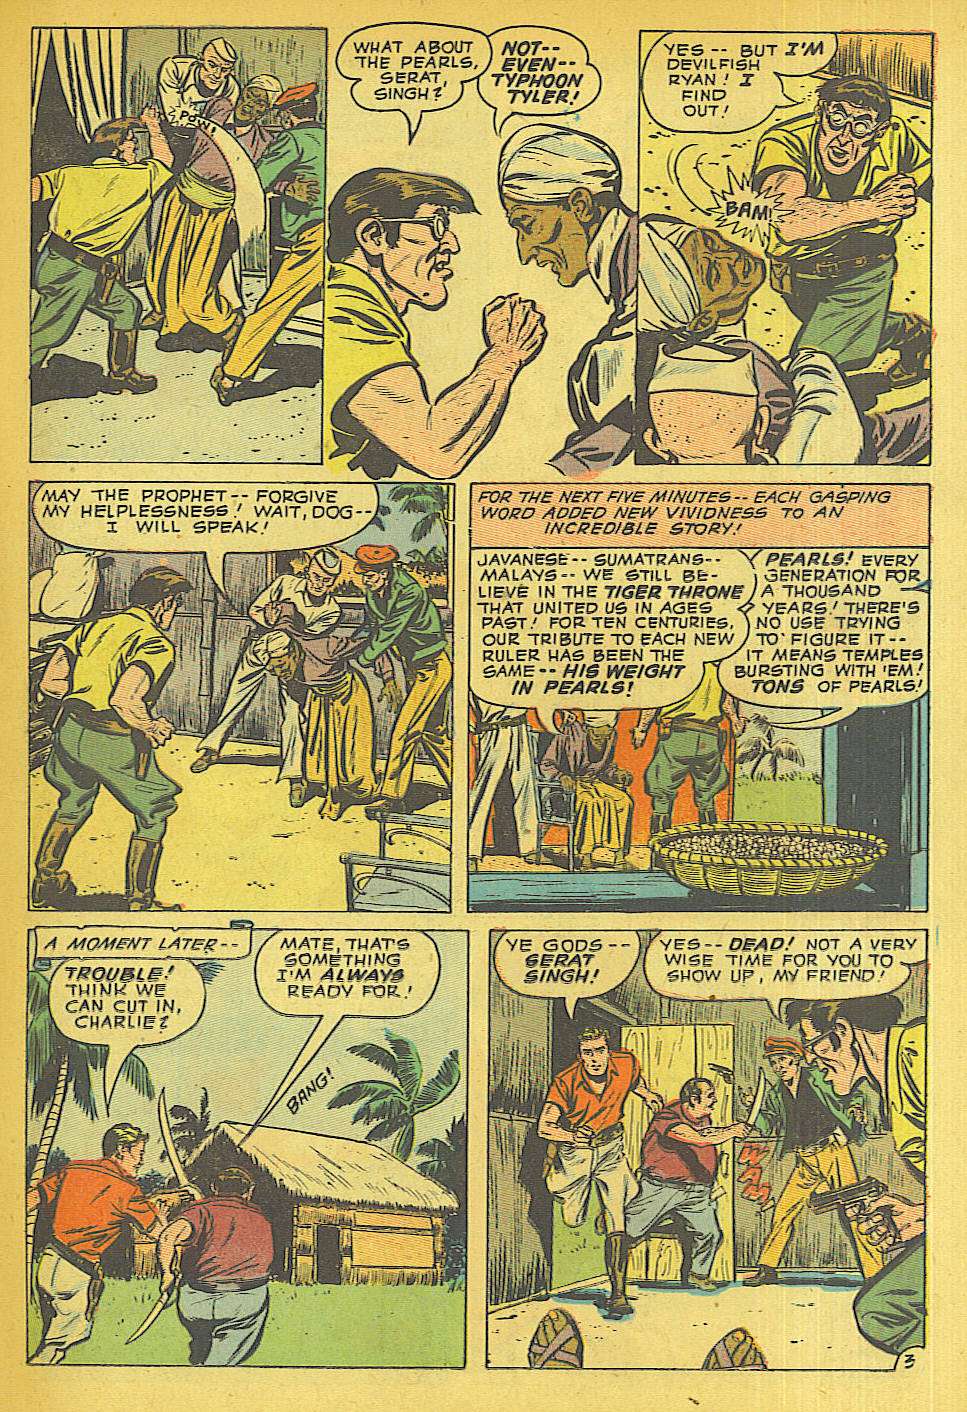 POW!
WHAT ABOUT
THE PEARLS,
SERAT
SINGH?
NOT--
EVEN--
TYPHOON
TYLER!
YES -- BUT I'M
DEVILFISH
RYAN! I
FIND
OUT!
BAM!
MAY THE PROPHET -- FORGIVE
MY HELPLESSNESS! WAIT, DOG--
I WILL SPEAK!
FOR THE NEXT FIVE MINUTES -- EACH GASPING
WORD ADDED NEW VIVIDNESS TO AN
INCREDIBLE STORY!
JAVANESE -- SUMATRANS --
MALAYS -- WE STILL BE-
LIEVE IN THE TIGER THRONE
THAT UNITED US IN AGES
PAST! FOR TEN CENTURIES,
OUR TRIBUTE TO EACH NEW
RULER HAS BEEN THE
SAME -- HIS WEIGHT
IN PEARLS!
PEARLS! EVERY
GENERATION FOR
A THOUSAND
YEARS! THERE'S
NO USE TRYING
TO FIGURE IT --
IT MEANS TEMPLES
BURSTING WITH 'EM!
TONS OF PEARLS!
A MOMENT LATER --
TROUBLE!
THINK WE
CAN CUT IN,
CHARLIE?
MATE, THAT'S
SOMETHING
I'M ALWAYS
READY FOR!
BANG!
YE GODS --
SERAT
SINGH!
YES -- DEAD! NOT A VERY
WISE TIME FOR YOU TO
SHOW UP, MY FRIEND!
WAM
3